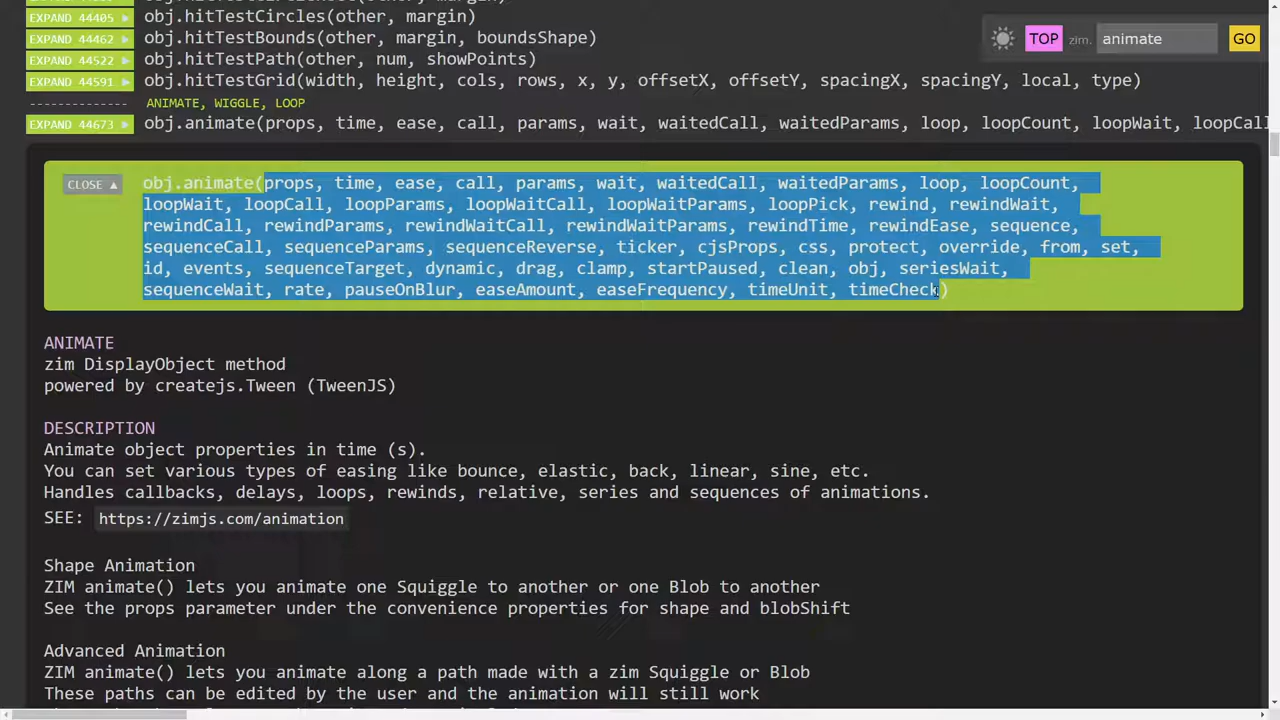 EXPAND 44405 ▶ obj.hitTestCircles(other, margin)
EXPAND 44462 ▶ obj.hitTestBounds(other, margin, boundsShape)
EXPAND 44522 ▶ obj.hitTestPath(other, num, showPoints)
EXPAND 44591 ▶ obj.hitTestGrid(width, height, cols, rows, x, y, offsetX, offsetY, spacingX, spacingY, local, type)
TOP zim. animate GO
-------------- ANIMATE, WIGGLE, LOOP
EXPAND 44673 ▶ obj.animate(props, time, ease, call, params, wait, waitedCall, waitedParams, loop, loopCount, loopWait, loopCall
CLOSE ▲ obj.animate(props, time, ease, call, params, wait, waitedCall, waitedParams, loop, loopCount,
loopWait, loopCall, loopParams, loopWaitCall, loopWaitParams, loopPick, rewind, rewindWait,
rewindCall, rewindParams, rewindWaitCall, rewindWaitParams, rewindTime, rewindEase, sequence,
sequenceCall, sequenceParams, sequenceReverse, ticker, cjsProps, css, protect, override, from, set,
id, events, sequenceTarget, dynamic, drag, clamp, startPaused, clean, obj, seriesWait,
sequenceWait, rate, pauseOnBlur, easeAmount, easeFrequency, timeUnit, timeCheck)
ANIMATE
zim DisplayObject method
powered by createjs.Tween (TweenJS)
DESCRIPTION
Animate object properties in time (s).
You can set various types of easing like bounce, elastic, back, linear, sine, etc.
Handles callbacks, delays, loops, rewinds, relative, series and sequences of animations.
SEE: https://zimjs.com/animation
Shape Animation
ZIM animate() lets you animate one Squiggle to another or one Blob to another
See the props parameter under the convenience properties for shape and blobShift
Advanced Animation
ZIM animate() lets you animate along a path made with a zim Squiggle or Blob
These paths can be edited by the user and the animation will still work